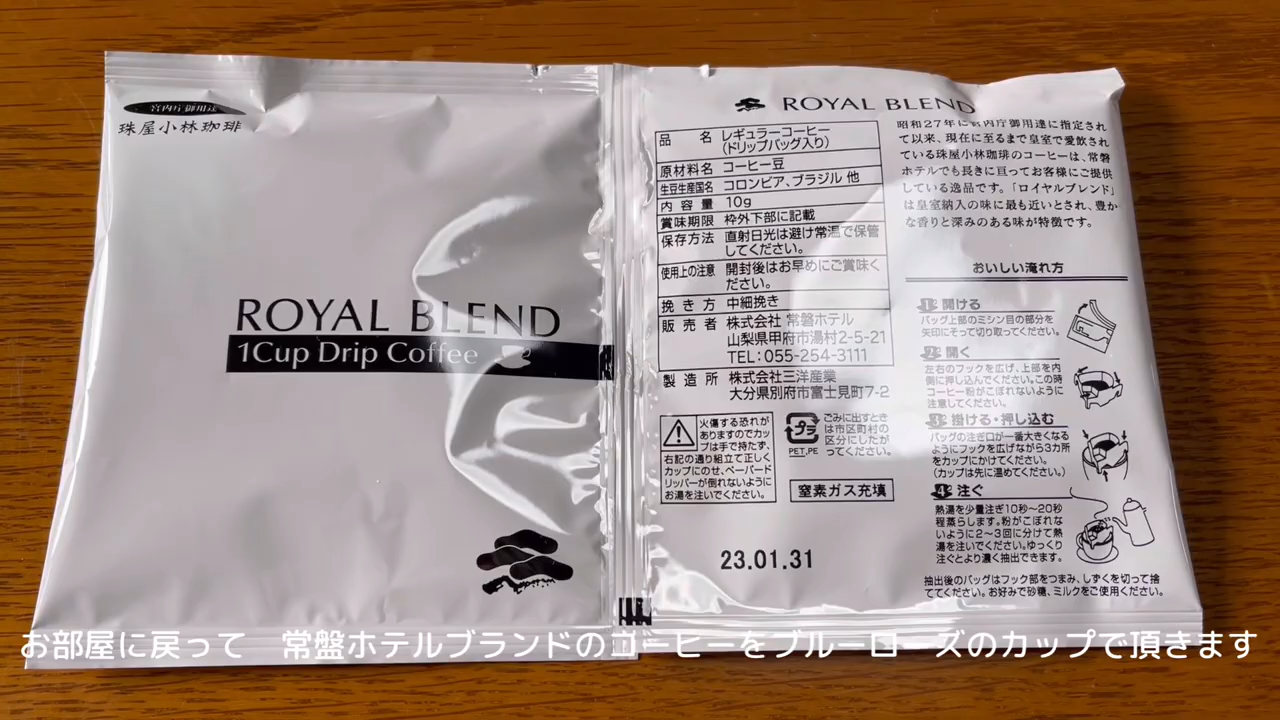 宮内庁御用達
珠屋小林珈琲
ROYAL BLEND
1Cup Drip Coffee
ROYAL BLEND
品名 レギュラーコーヒー
(ドリップバッグ入り)
原材料名 コーヒー豆
生豆生産国名 コロンビア、ブラジル 他
内容量 10g
賞味期限 枠外下部に記載
保存方法 直射日光は避け常温で保管
してください。
使用上の注意 開封後はお早めにご賞味く
ださい。
挽き方 中細挽き
販売者 株式会社 常磐ホテル
山梨県甲府市湯村2-5-21
TEL:055-254-3111
製造所 株式会社三洋産業
大分県別府市富士見町7-2
火傷する恐れが
ありますのでカッ
プは手で持たず、
右記の通り組立て正しく
カップにのせ、ペーパード
リッパーが倒れないように
お湯を注いでください。
プラ
PET,PE
ごみに出すとき
は市区町村の
区分にしたが
ってください。
窒素ガス充填
23.01.31
昭和27年に宮内庁御用達に指定され
て以来、現在に至るまで皇室で愛飲され
ている珠屋小林珈琲のコーヒーは、常磐
ホテルでも長きに亘ってお客様にご提供
している逸品です。「ロイヤルブレンド」
は皇室納入の味に最も近いとされ、豊か
な香りと深みのある味が特徴です。
おいしい淹れ方
1 開ける
バッグ上部のミシン目の部分を
矢印にそって切り取ってください。
2 開く
左右のフックを広げ、上部を内
側に押し込んでください。この時
コーヒー粉がこぼれないように
注意してください。
3 掛ける・押し込む
バッグの注ぎ口が一番大きくなる
ようにフックを広げながら3カ所
をカップにかけてください。
(カップは先に温めてください。)
4 注ぐ
熱湯を少量注ぎ10秒〜20秒
程蒸らします。粉がこぼれな
いように2〜3回に分けて熱
湯を注いでください。ゆっくり
注ぐとより濃く抽出できます。
抽出後のバッグはフック部をつまみ、しずくを切って捨
ててください。お好みで砂糖、ミルクをご使用ください。
お部屋に戻って 常盤ホテルブランドのコーヒーをブルーローズのカップで頂きます